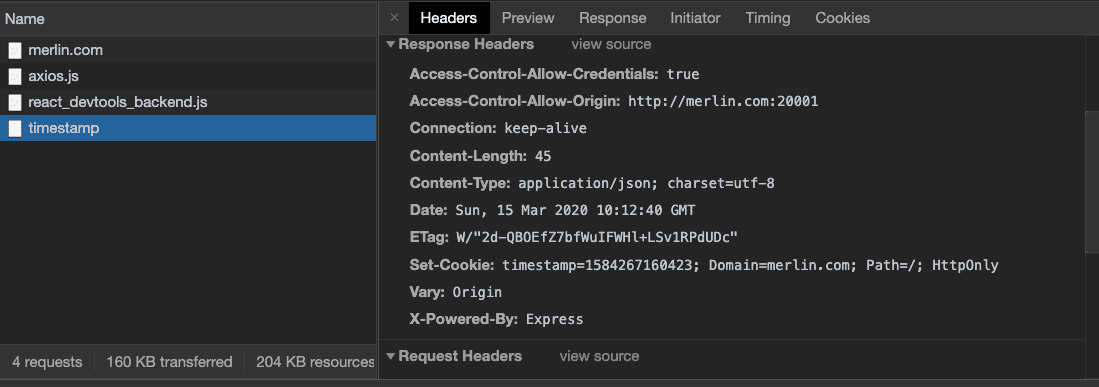 Name
merlin.com
axios.js
react_devtools_backend.js
timestamp
4 requests 160 KB transferred 204 KB resources
× Headers Preview Response Initiator Timing Cookies
▼Response Headers view source
Access-Control-Allow-Credentials: true
Access-Control-Allow-Origin: http://merlin.com:20001
Connection: keep-alive
Content-Length: 45
Content-Type: application/json; charset=utf-8
Date: Sun, 15 Mar 2020 10:12:40 GMT
ETag: W/"2d-QBOEfZ7bfWuIFWHl+LSv1RPdUDc"
Set-Cookie: timestamp=1584267160423; Domain=merlin.com; Path=/; HttpOnly
Vary: Origin
X-Powered-By: Express
▼Request Headers view source